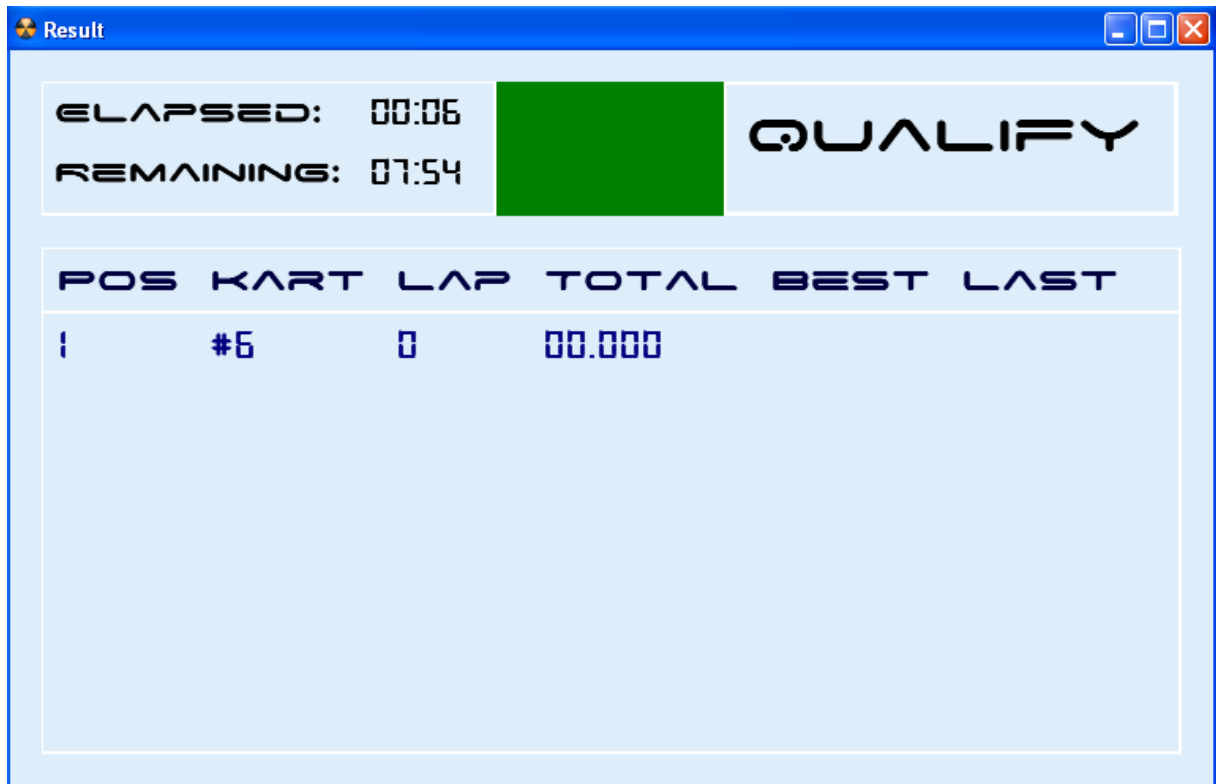 Result
ELAPSED: 00:06
REMAINING: 07:54
QUALIFY
POS KART LAP TOTAL BEST LAST
1 #6 0 00.000